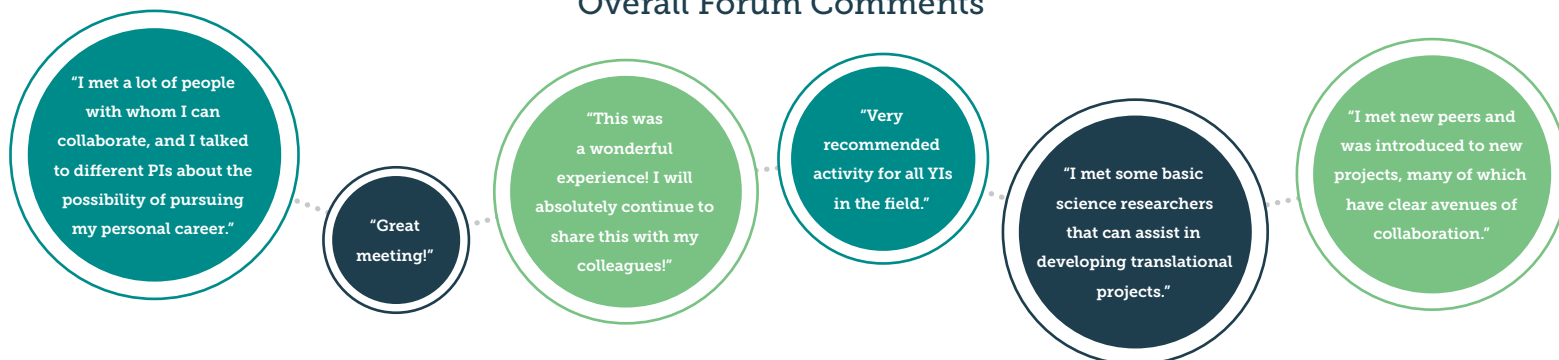 Overall Forum Comments
“I met a lot of people
with whom I can
collaborate, and I talked
to different PIs about the
possibility of pursuing
my personal career.”
“Great
meeting!”
“This was
a wonderful
experience! I will
absolutely continue to
share this with my
colleagues!”
“Very
recommended
activity for all YIs
in the field.”
“I met some basic
science researchers
that can assist in
developing translational
projects.”
“I met new peers and
was introduced to new
projects, many of which
have clear avenues of
collaboration.”